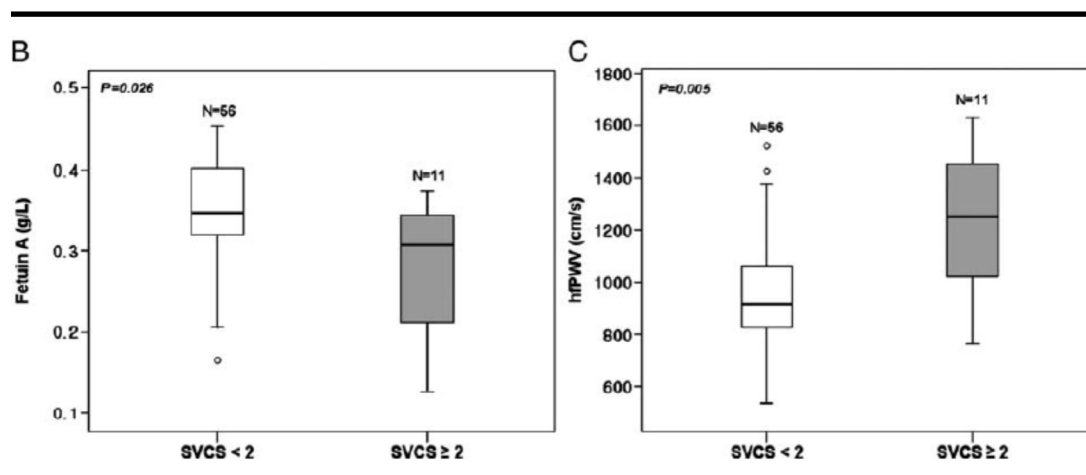 B
P=0.026
N=56
N=11
Fetuin A (g/L)
0.5
0.4
0.3
0.2
0.1
SVCS < 2
SVCS ≥ 2
C
P=0.005
N=56
N=11
hfPWV (cm/s)
1800
1600
1400
1200
1000
800
600
SVCS < 2
SVCS ≥ 2